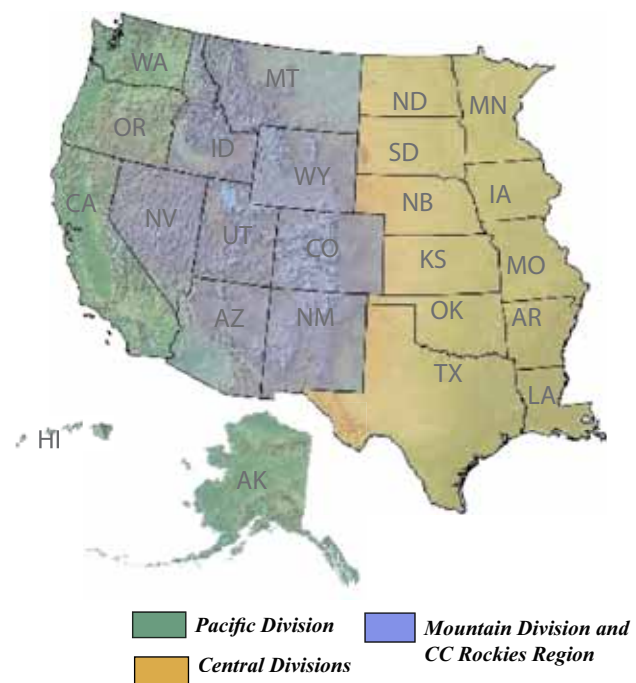 WA
MT
ND
MN
OR
ID
SD
WY
CA
NV
NB
IA
UT
CO
KS
MO
AZ
NM
OK
AR
TX
LA
HI
AK
Pacific Division
Mountain Division and
CC Rockies Region
Central Divisions